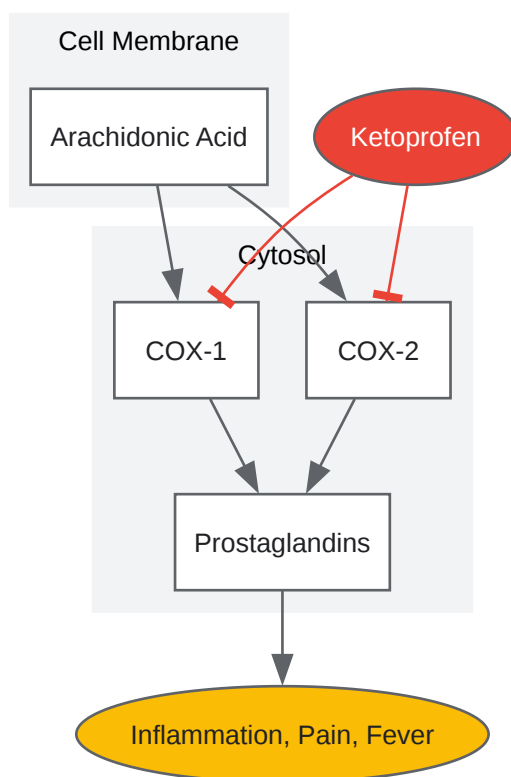 Cell Membrane
Arachidonic Acid
Ketoprofen
Cytosol
COX-1
COX-2
Prostaglandins
Inflammation, Pain, Fever